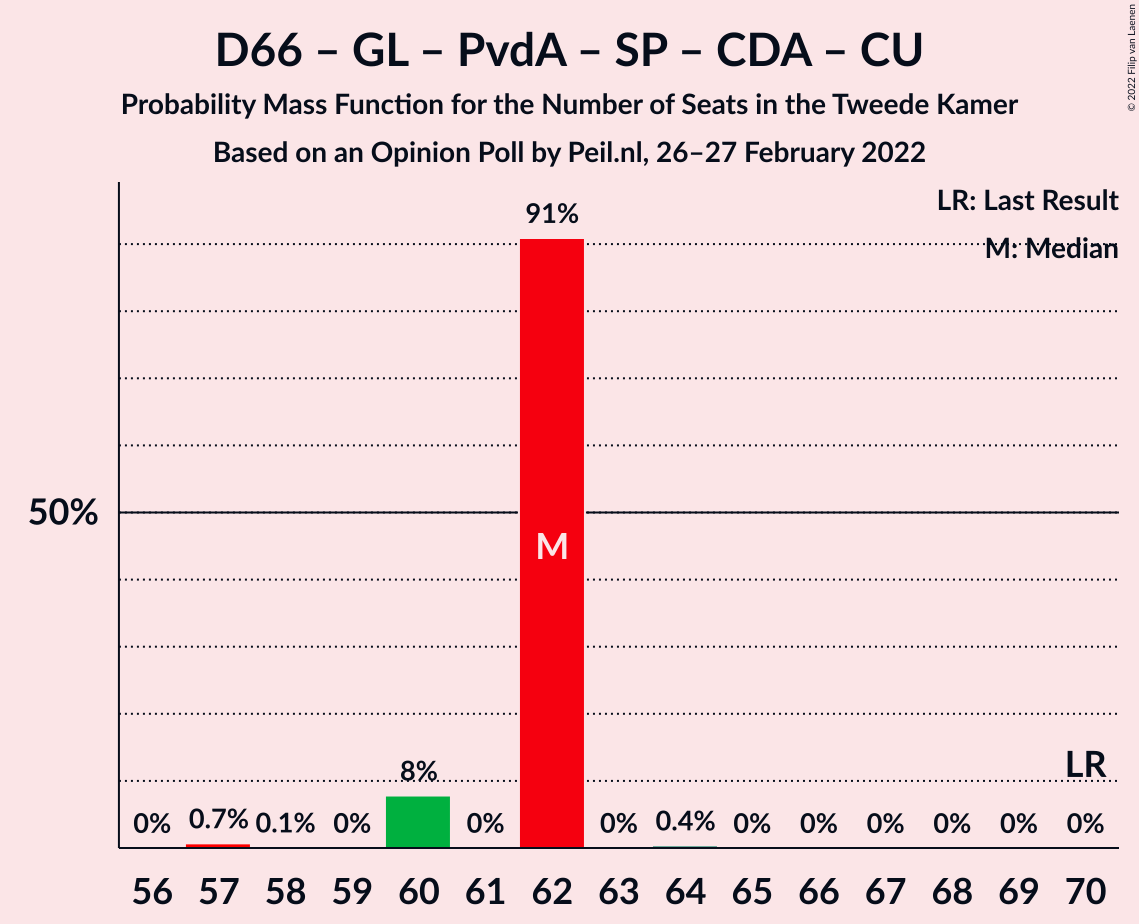 D66 – GL – PvdA – SP – CDA – CU
Probability Mass Function for the Number of Seats in the Tweede Kamer
Based on an Opinion Poll by Peil.nl, 26–27 February 2022
© 2022 Filip van Laenen
LR: Last Result
M: Median
91%
50%
M
8%
LR
0% 0.7% 0.1% 0% 0% 0% 0.4% 0% 0% 0% 0% 0% 0%
56 57 58 59 60 61 62 63 64 65 66 67 68 69 70